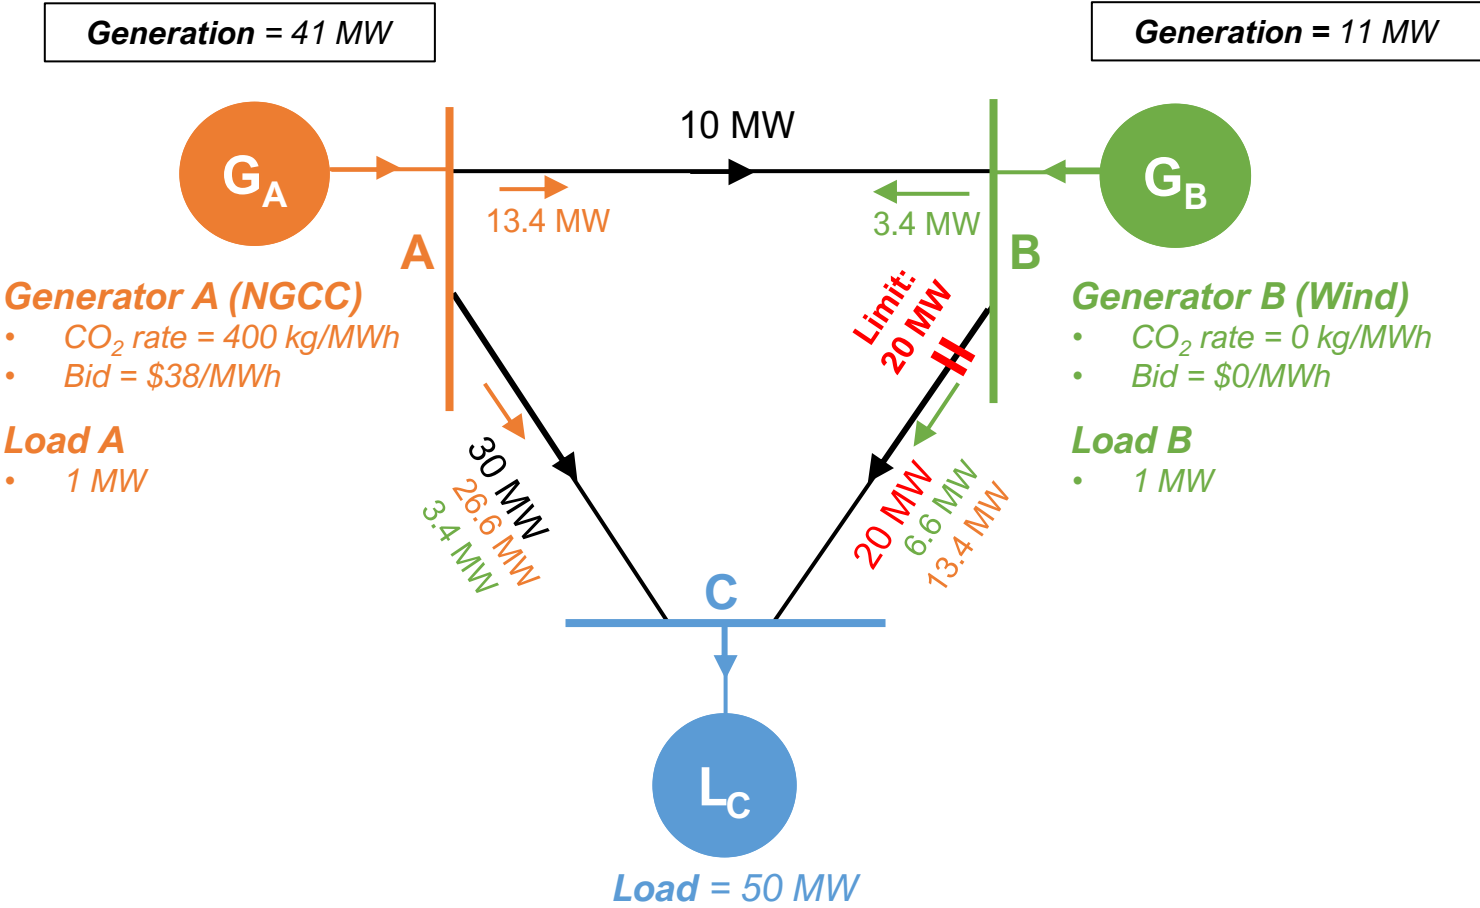 Generation = 41 MW
Generation = 11 MW
10 MW
GA
GB
13.4 MW
3.4 MW
A
B
Limit:
20 MW
Generator A (NGCC)
• CO2 rate = 400 kg/MWh
• Bid = $38/MWh
Load A
• 1 MW
Generator B (Wind)
• CO2 rate = 0 kg/MWh
• Bid = $0/MWh
Load B
• 1 MW
30 MW
26.6 MW
3.4 MW
20 MW
6.6 MW
13.4 MW
C
LC
Load = 50 MW